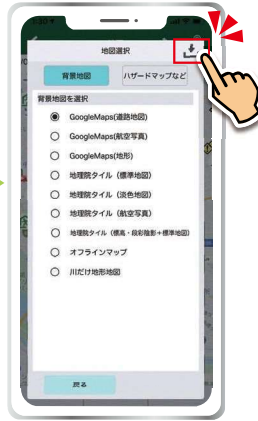 地図選択
背景地図
ハザードマップなど
背景地図を選択
GoogleMaps(道路地図)
GoogleMaps(航空写真)
GoogleMaps(地形)
地理院タイル（標準地図）
地理院タイル（淡色地図）
地理院タイル（航空写真）
地理院タイル（標高・段彩陰影＋標準地図）
オフラインマップ
川だけ地形地図
戻る